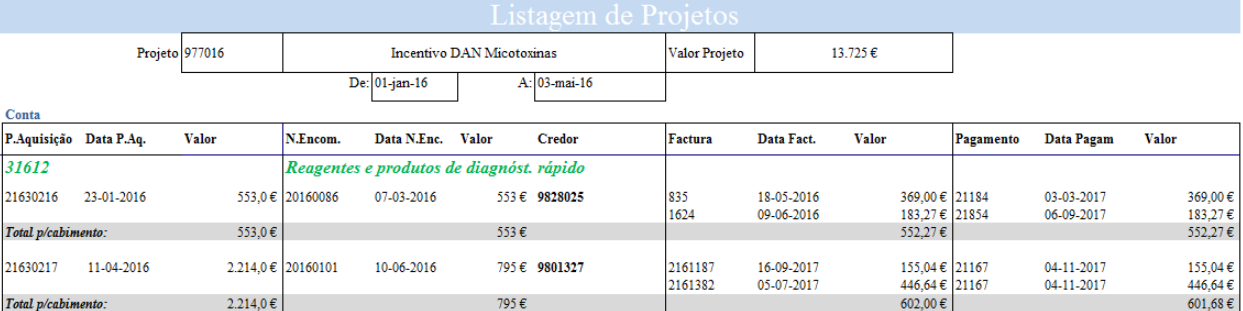 Listagem de Projetos
Projeto 977016 Incentivo DAN Micotoxinas Valor Projeto 13.725 €
De: 01-jan-16 A: 03-mai-16
Conta
P.Aquisição Data P.Aq. Valor N.Encom. Data N.Enc. Valor Credor Factura Data Fact. Valor Pagamento Data Pagam Valor
31612 Reagentes e produtos de diagnóst. rápido
21630216 23-01-2016 553,0 € 20160086 07-03-2016 553 € 9828025 835 18-05-2016 369,00 € 21184 03-03-2017 369,00 €
1624 09-06-2016 183,27 € 21854 06-09-2017 183,27 €
Total p/cabimento: 553,0 € 553 € 552,27 € 552,27 €
21630217 11-04-2016 2.214,0 € 20160101 10-06-2016 795 € 9801327 2161187 16-09-2017 155,04 € 21167 04-11-2017 155,04 €
2161382 05-07-2017 446,64 € 21167 04-11-2017 446,64 €
Total p/cabimento: 2.214,0 € 795 € 602,00 € 601,68 €